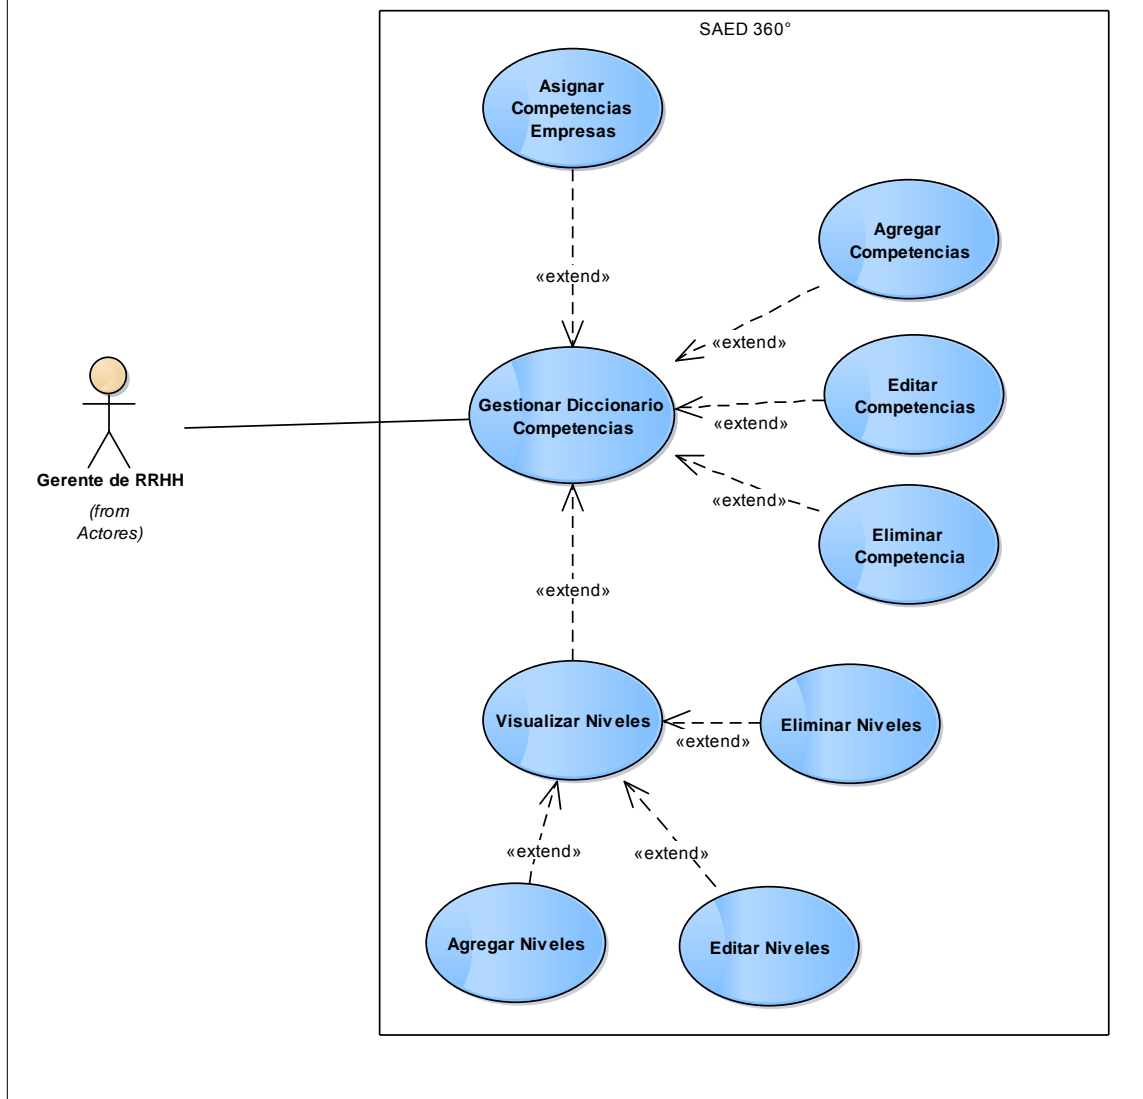 SAED 360°
Asignar
Competencias
Empresas
Agregar
Competencias
«extend»
«extend»
Editar
Competencias
Gestionar Diccionario
Competencias
«extend»
Gerente de RRHH
(from
Actores)
«extend»
Eliminar
Competencia
«extend»
Visualizar Niveles
Eliminar Niveles
«extend»
«extend»
«extend»
Agregar Niveles
Editar Niveles